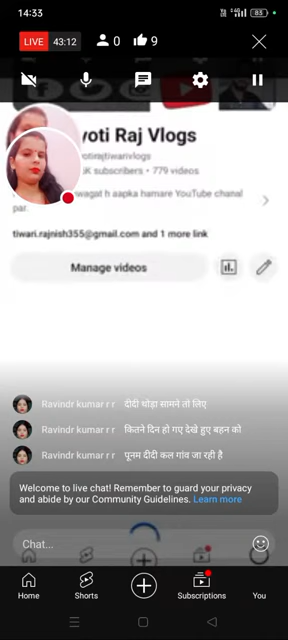 14:33
83
LIVE 43:12 0 9
yoti Raj Vlogs
yotirajtiwarivlogs
K subscribers • 779 videos
wagat h aapka hamare YouTube chanal
par.
tiwari.rajnish355@gmail.com and 1 more link
Manage videos
Ravindr kumar r r दीदी थोड़ा सामने तो लिए
Ravindr kumar r r कितने दिन हो गए देखे हुए बहन को
Ravindr kumar r r पूनम दीदी कल गांव जा रही है
Welcome to live chat! Remember to guard your privacy
and abide by our Community Guidelines. Learn more
Chat...
Home Shorts Subscriptions You